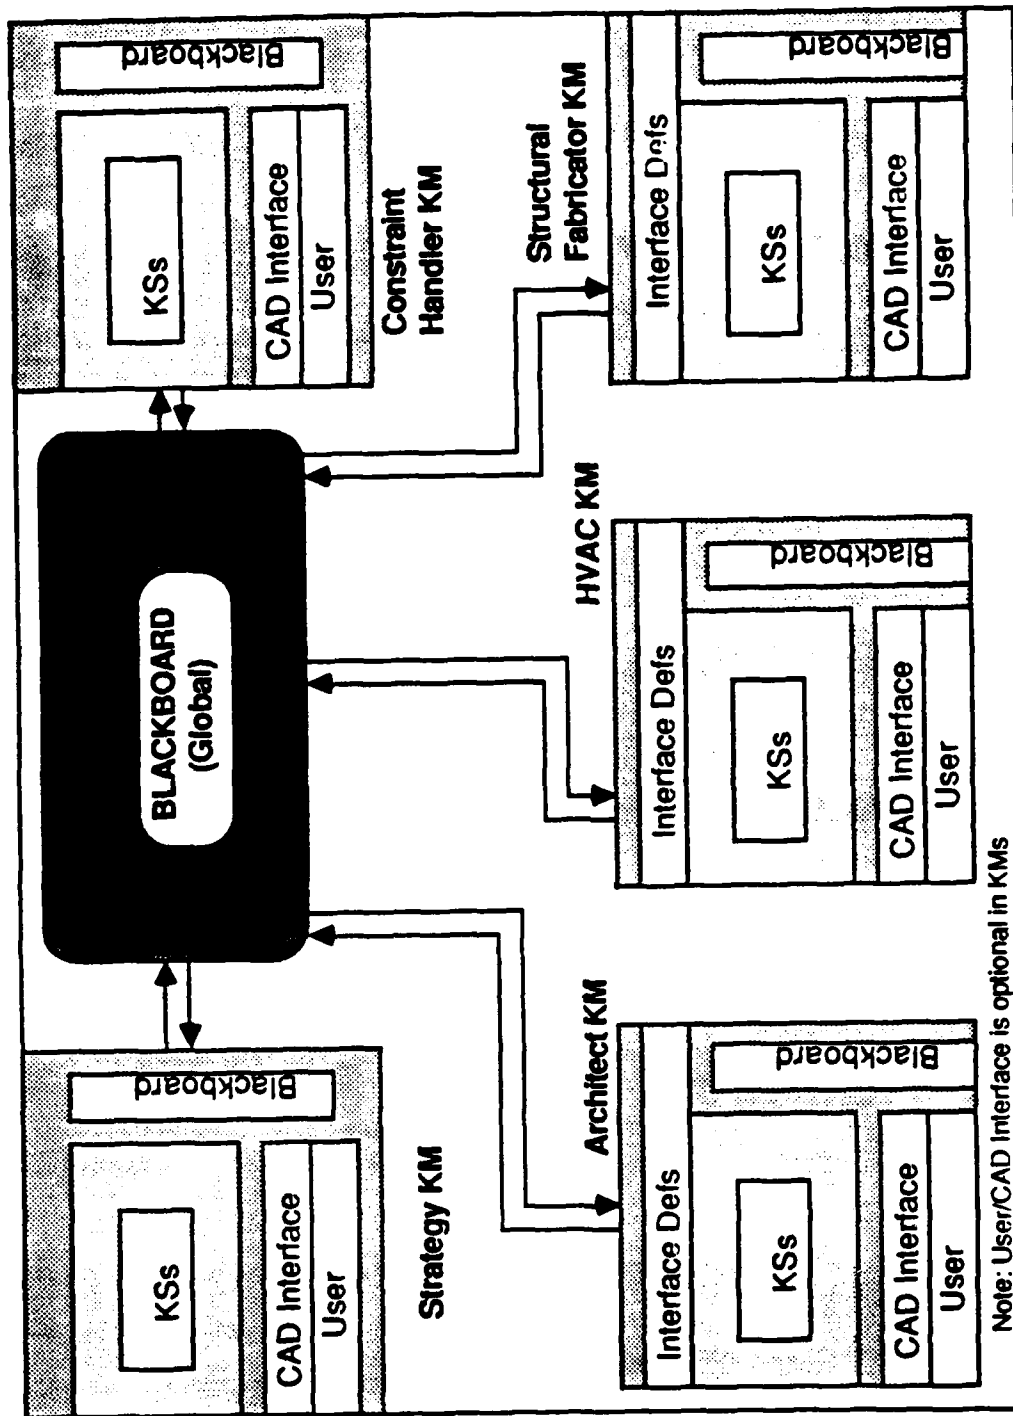 KSs
CAD Interface
User
Blackboard
Strategy KM
BLACKBOARD
(Global)
KSs
CAD Interface
User
Blackboard
Constraint
Handler KM
Architect KM
Interface Defs
KSs
CAD Interface
User
Blackboard
HVAC KM
Interface Defs
KSs
CAD Interface
User
Blackboard
Structural
Fabricator KM
Interface Defs
KSs
CAD Interface
User
Blackboard
Note: User/CAD Interface is optional in KMs